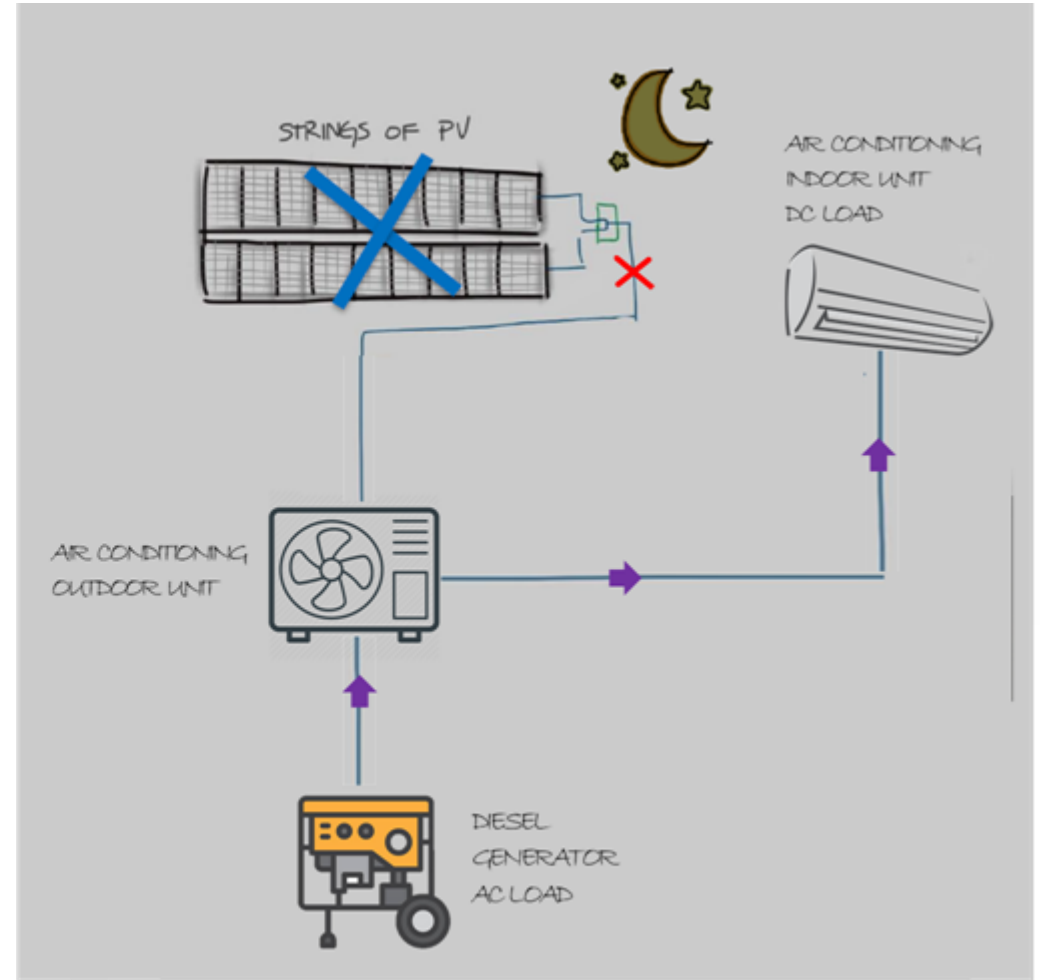 STRINGS OF PV
AIR CONDITIONING
INDOOR UNIT
DC LOAD
AIR CONDITIONING
OUTDOOR UNIT
DIESEL
GENERATOR
AC LOAD